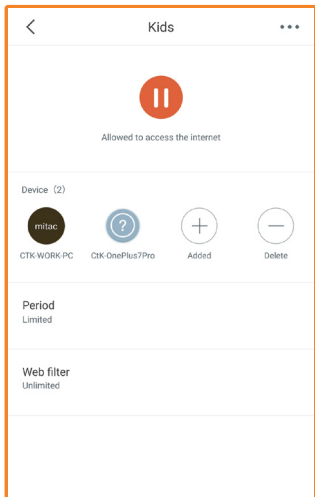 Kids
Allowed to access the internet
Device (2)
mitac
?
CTK-WORK-PC CtK-OnePlus7Pro Added Delete
Period
Limited
Web filter
Unlimited